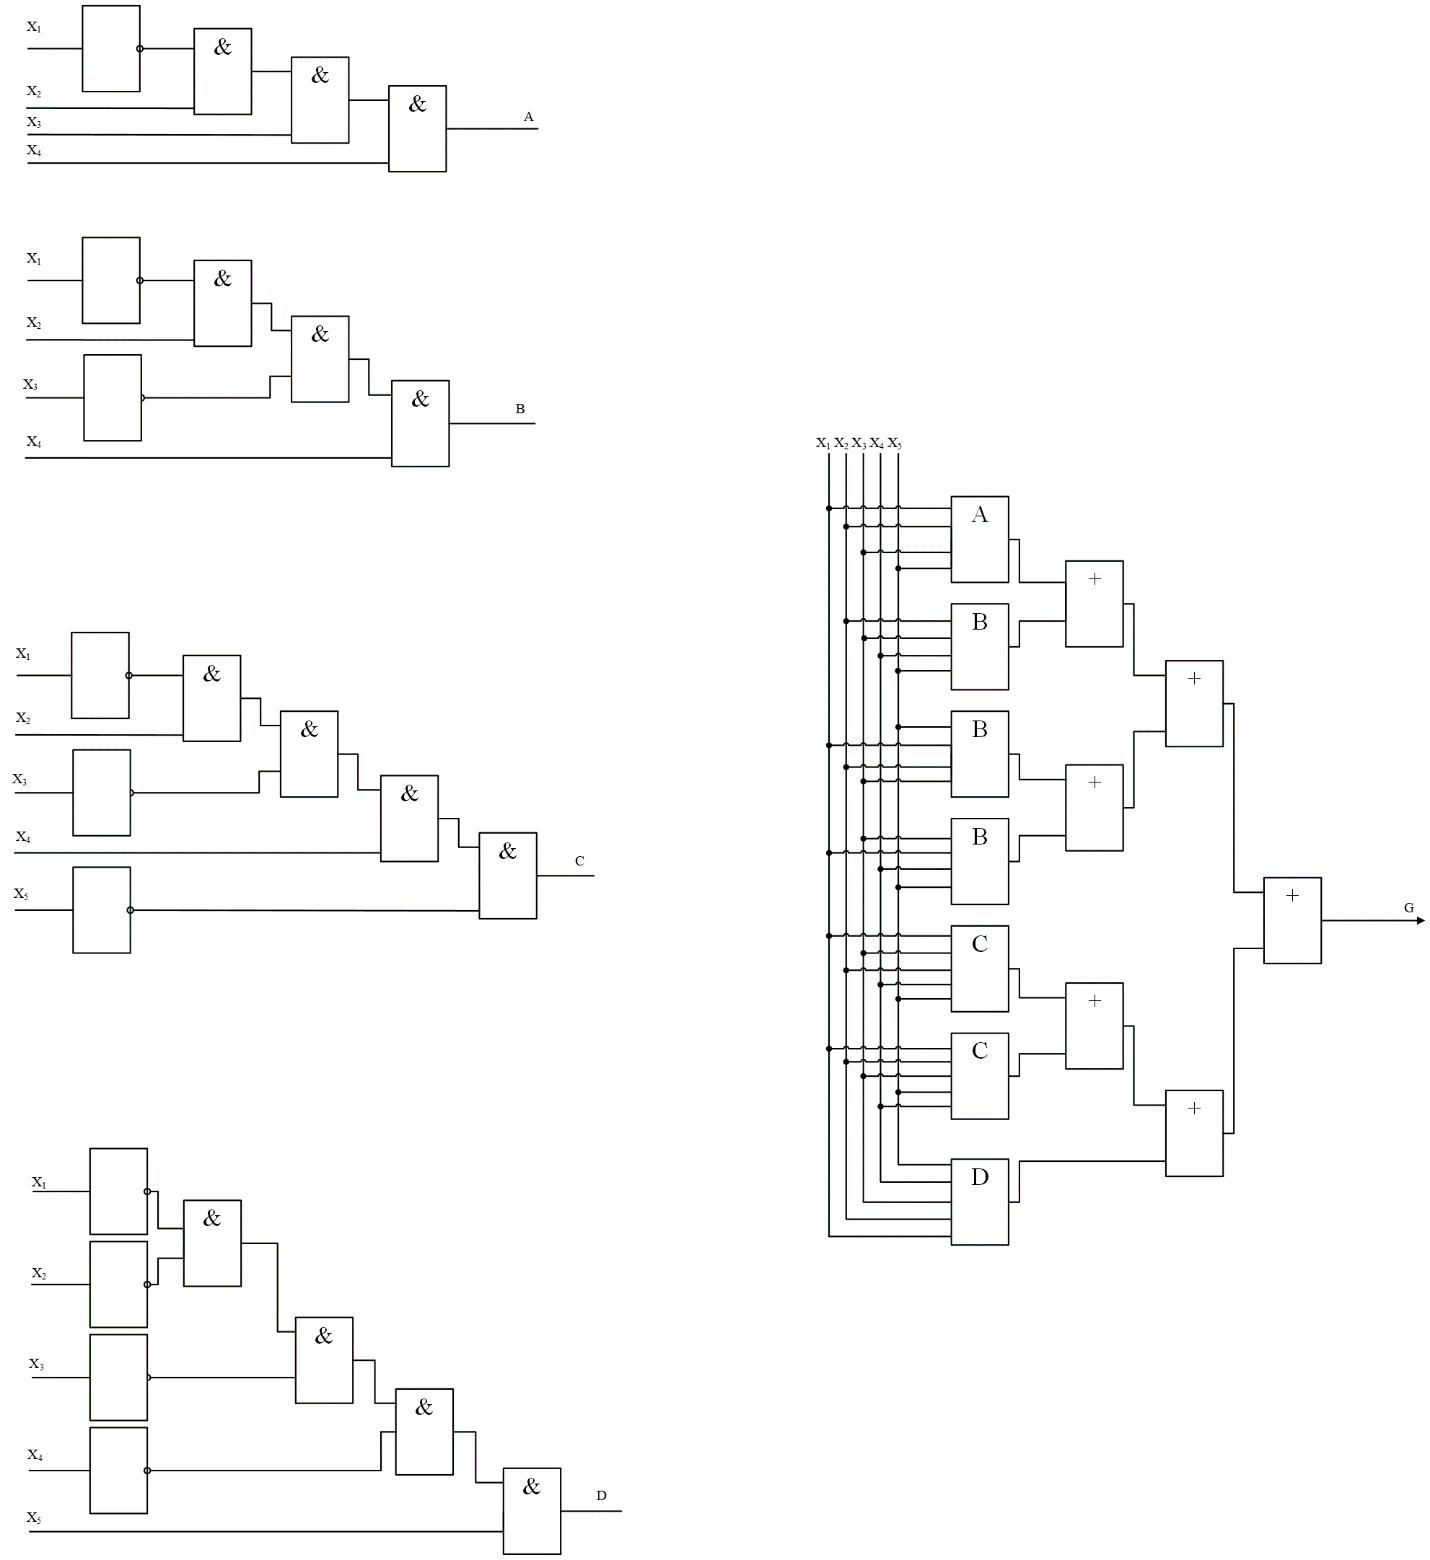 X₁
&
X₂
&
X₃
&
A
X₄
X₁
&
X₂
&
X₃
&
B
X₄
X₁
&
X₂
&
X₃
&
X₄
&
C
X₅
X₁
&
X₂
&
X₃
&
X₄
&
D
X₅
X₁ X₂ X₃ X₄ X₅
A
+
B
+
B
+
B
+
G
C
+
C
+
D